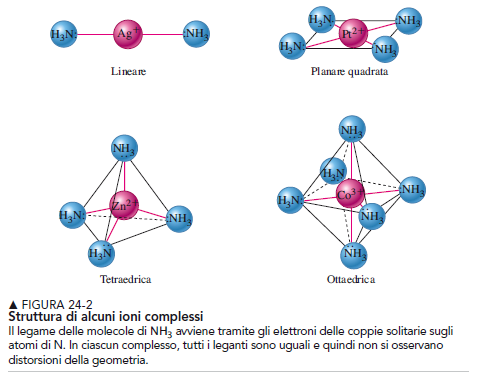 H₃N: Ag⁺ :NH₃
Lineare
H₃N: :NH₃
Pt²⁺
H₃N: :NH₃
Planare quadrata
NH₃
Zn²⁺
H₃N: :NH₃
H₃N
Tetraedrica
NH₃
H₃N
H₃N: Co³⁺ :NH₃
NH₃
NH₃
Ottaedrica
▲ FIGURA 24-2
Struttura di alcuni ioni complessi
Il legame delle molecole di NH₃ avviene tramite gli elettroni delle coppie solitarie sugli
atomi di N. In ciascun complesso, tutti i leganti sono uguali e quindi non si osservano
distorsioni della geometria.